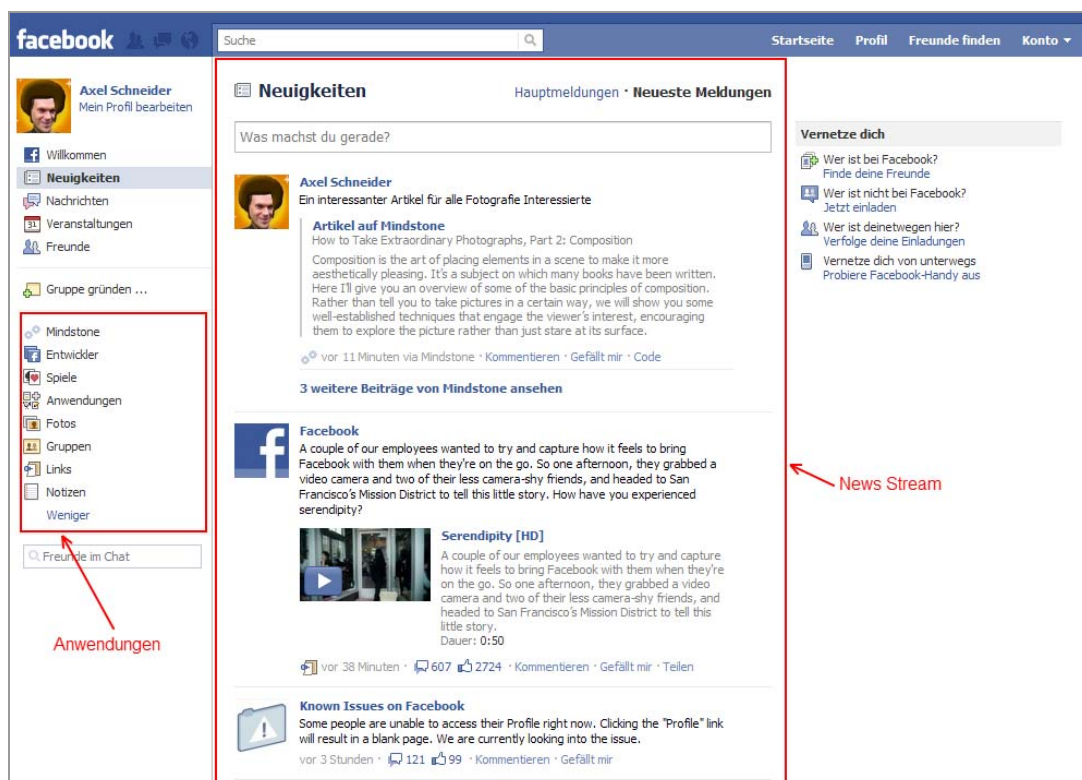 facebook
Suche
Startseite Profil Freunde finden Konto
Axel Schneider
Mein Profil bearbeiten
Willkommen
Neuigkeiten
Nachrichten
31 Veranstaltungen
Freunde
Gruppe gründen ...
Mindstone
Entwickler
Spiele
Anwendungen
Fotos
Gruppen
Links
Notizen
Weniger
Freunde im Chat
Anwendungen
Neuigkeiten
Hauptmeldungen · Neueste Meldungen
Was machst du gerade?
Axel Schneider
Ein interessanter Artikel für alle Fotografie Interessierte
Artikel auf Mindstone
How to Take Extraordinary Photographs, Part 2: Composition
Composition is the art of placing elements in a scene to make it more
aesthetically pleasing. It's a subject on which many books have been written.
Here I'll give you an overview of some of the basic principles of composition.
Rather than tell you to take pictures in a certain way, we will show you some
well-established techniques that engage the viewer's interest, encouraging
them to explore the picture rather than just stare at its surface.
vor 11 Minuten via Mindstone · Kommentieren · Gefällt mir · Code
3 weitere Beiträge von Mindstone ansehen
Facebook
A couple of our employees wanted to try and capture how it feels to bring
Facebook with them when they're on the go. So one afternoon, they grabbed a
video camera and two of their less camera-shy friends, and headed to San
Francisco's Mission District to tell this little story. How have you experienced
serendipity?
Serendipity [HD]
A couple of our employees wanted to try and capture
how it feels to bring Facebook with them when they're
on the go. So one afternoon, they grabbed a video
camera and two of their less camera-shy friends, and
headed to San Francisco's Mission District to tell this
little story.
Dauer: 0:50
vor 38 Minuten · 607 2724 · Kommentieren · Gefällt mir · Teilen
Known Issues on Facebook
Some people are unable to access their Profile right now. Clicking the "Profile" link
will result in a blank page. We are currently looking into the issue.
vor 3 Stunden · 121 99 · Kommentieren · Gefällt mir
Vernetze dich
Wer ist bei Facebook?
Finde deine Freunde
Wer ist nicht bei Facebook?
Jetzt einladen
Wer ist deinetwegen hier?
Verfolge deine Einladungen
Vernetze dich von unterwegs
Probiere Facebook-Handy aus
News Stream